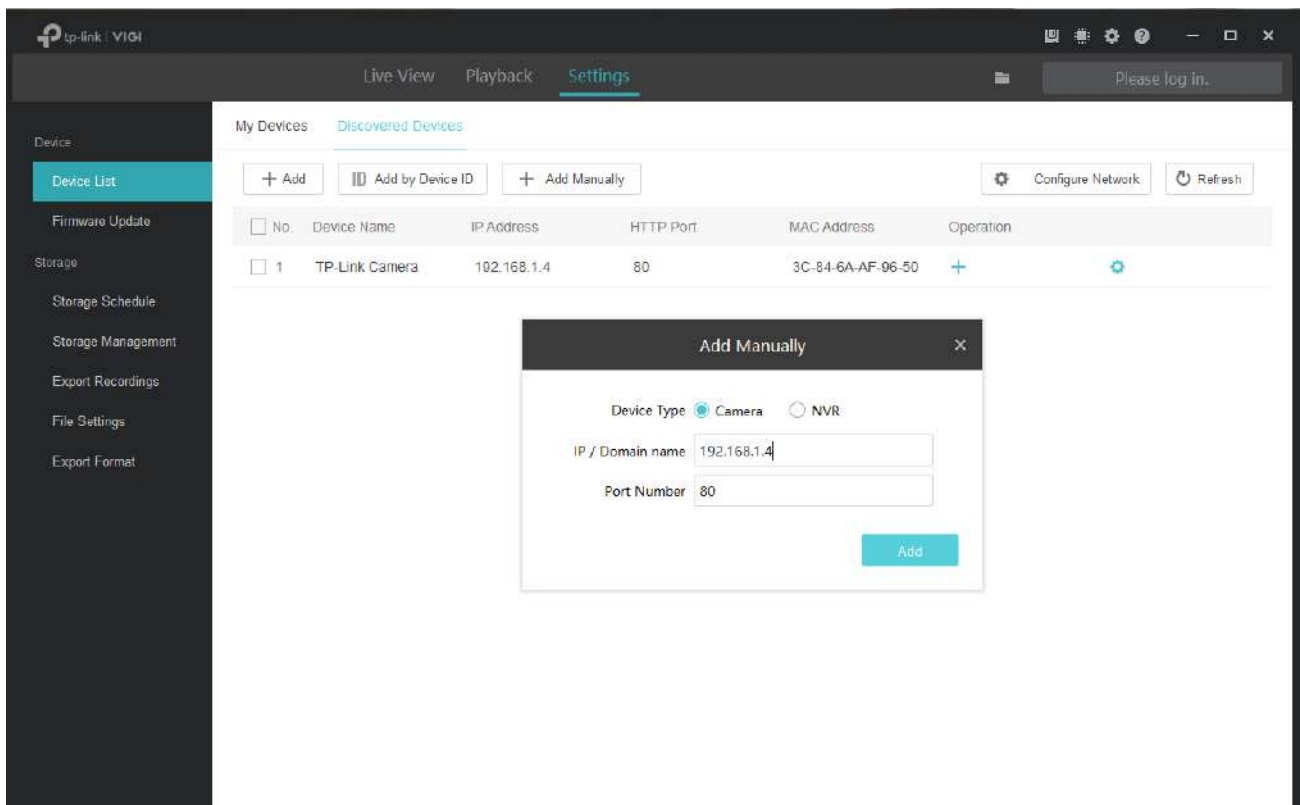 tp-link | VIGI
Live View Playback Settings Please log in.
My Devices Discovered Devices
Device
Device List
Firmware Update
Storage
Storage Schedule
Storage Management
Export Recordings
File Settings
Export Format
+ Add Add by Device ID + Add Manually Configure Network Refresh
No. Device Name IP Address HTTP Port MAC Address Operation
1 TP-Link Camera 192.168.1.4 80 3C-84-6A-AF-96-50 +
Add Manually
Device Type Camera NVR
IP / Domain name 192.168.1.4
Port Number 80
Add